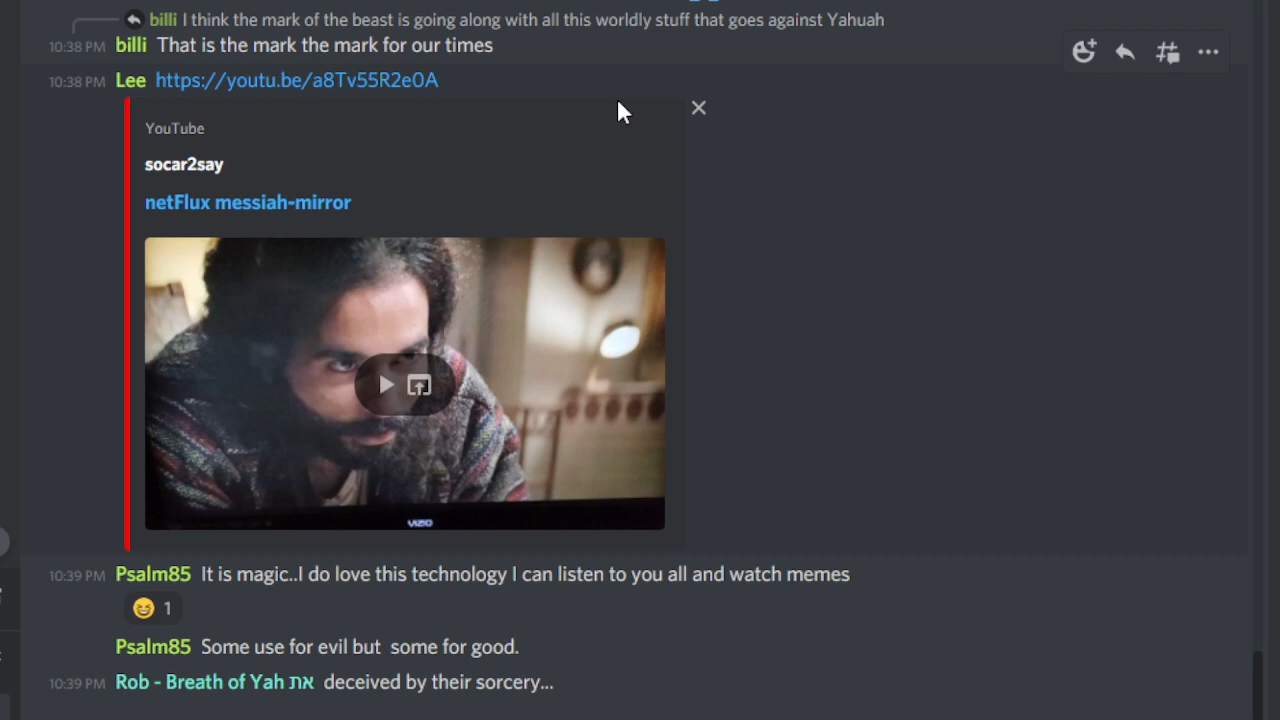 billi I think the mark of the beast is going along with all this worldly stuff that goes against Yahuah
10:38 PM billi That is the mark the mark for our times
10:38 PM Lee https://youtu.be/a8Tv55R2e0A
YouTube
socar2say
netFlux messiah-mirror
VIZIO
10:39 PM Psalm85 It is magic..I do love this technology I can listen to you all and watch memes
1
Psalm85 Some use for evil but  some for good.
10:39 PM Rob - Breath of Yah את deceived by their sorcery...